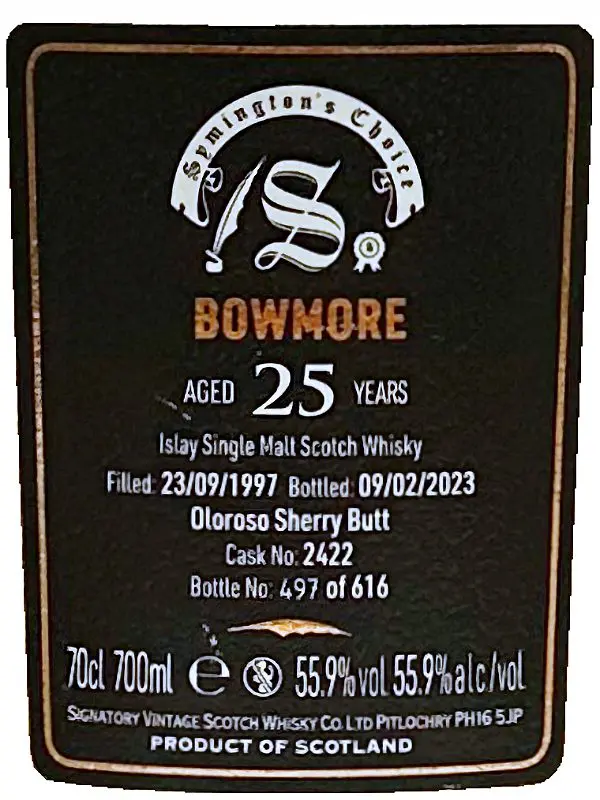 Symington's Choice
S.
BOWMORE
AGED 25 YEARS
Islay Single Malt Scotch Whisky
Filled: 23/09/1997 Bottled: 09/02/2023
Oloroso Sherry Butt
Cask No: 2422
Bottle No: 497 of 616
70cl 700ml e 55.9%vol 55.9%alc/vol
SIGNATORY VINTAGE SCOTCH WHISKY CO. LTD PITLOCHRY PH16 5JP
PRODUCT OF SCOTLAND